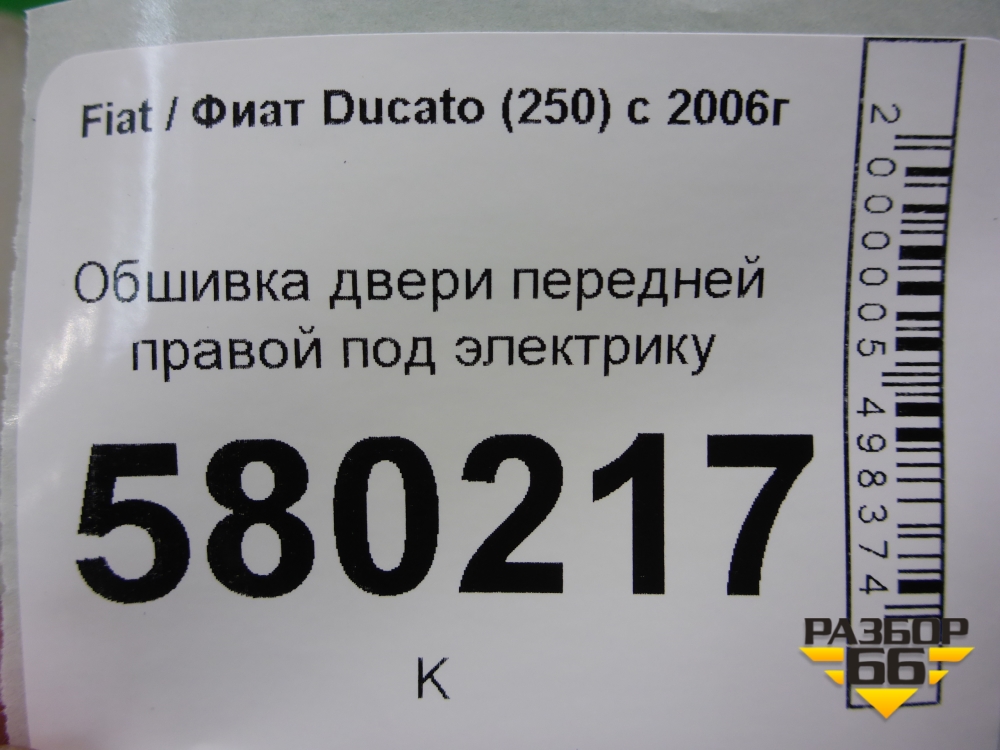 Fiat / Фиат Ducato (250) с 2006г
Обшивка двери передней
правой под электрику
580217
К
2000005498374
РАЗБОР
66